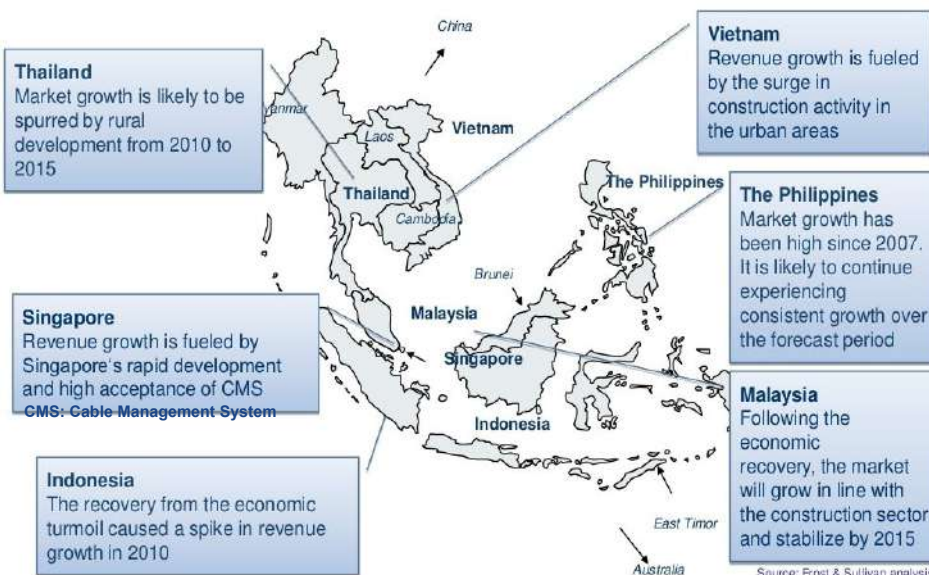 China
Thailand
Market growth is likely to be
spurred by rural
development from 2010 to
2015
Vietnam
Revenue growth is fueled
by the surge in
construction activity in
the urban areas
Laos
Vietnam
Thailand
Cambodia
The Philippines
The Philippines
Market growth has
been high since 2007.
It is likely to continue
experiencing
consistent growth over
the forecast period
Brunei
Malaysia
Singapore
Singapore
Revenue growth is fueled by
Singapore's rapid development
and high acceptance of CMS
CMS: Cable Management System
Indonesia
Malaysia
Following the
economic
recovery, the market
will grow in line with
the construction sector
and stabilize by 2015
Indonesia
The recovery from the economic
turmoil caused a spike in revenue
growth in 2010
East Timor
Australia
Source: Frost & Sullivan analysis